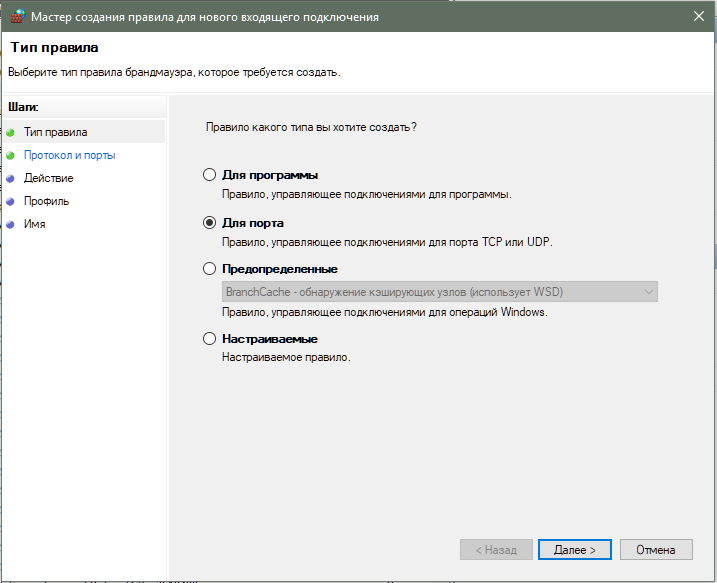 Мастер создания правила для нового входящего подключения
Тип правила
Выберите тип правила брандмауэра, которое требуется создать.
Шаги:
Тип правила
Протокол и порты
Действие
Профиль
Имя
Правило какого типа вы хотите создать?
Для программы
Правило, управляющее подключениями для программы.
Для порта
Правило, управляющее подключениями для порта TCP или UDP.
Предопределенные
BranchCache - обнаружение кэширующих узлов (использует WSD)
Правило, управляющее подключениями для операций Windows.
Настраиваемые
Настраиваемое правило.
< Назад
Далее >
Отмена